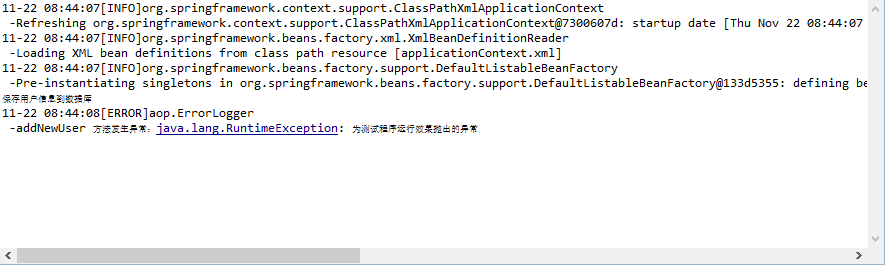 11-22 08:44:07[INFO]org.springframework.context.support.ClassPathXmlApplicationContext
-Refreshing org.springframework.context.support.ClassPathXmlApplicationContext@7300607d: startup date [Thu Nov 22 08:44:07
11-22 08:44:07[INFO]org.springframework.beans.factory.xml.XmlBeanDefinitionReader
-Loading XML bean definitions from class path resource [applicationContext.xml]
11-22 08:44:07[INFO]org.springframework.beans.factory.support.DefaultListableBeanFactory
-Pre-instantiating singletons in org.springframework.beans.factory.support.DefaultListableBeanFactory@133d5355: defining be
保存用户信息到数据库
11-22 08:44:08[ERROR]aop.ErrorLogger
-addNewUser 方法发生异常：java.lang.RuntimeException: 为测试程序运行效果抛出的异常